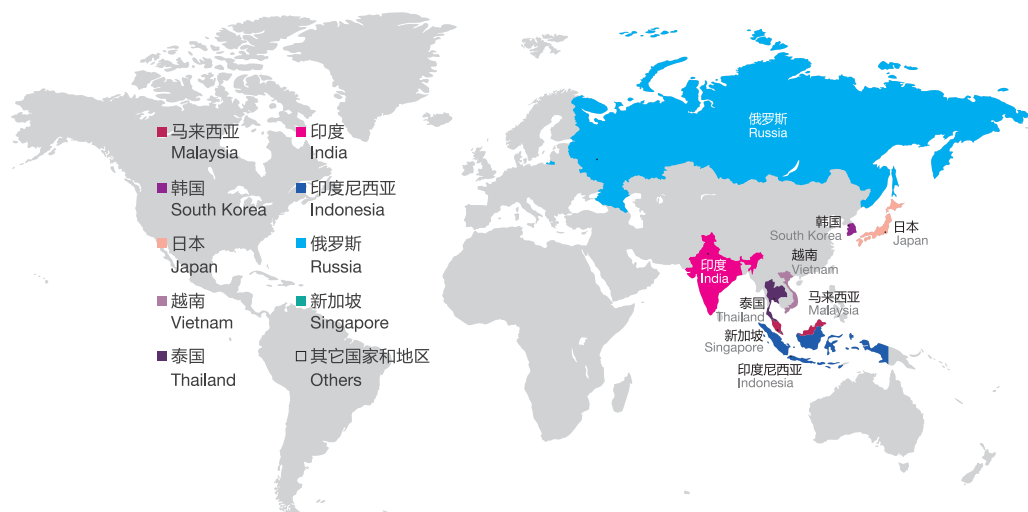 马来西亚
Malaysia
韩国
South Korea
日本
Japan
越南
Vietnam
泰国
Thailand
印度
India
印度尼西亚
Indonesia
俄罗斯
Russia
新加坡
Singapore
其它国家和地区
Others
俄罗斯
Russia
韩国
South Korea
日本
Japan
越南
Vietnam
印度
India
泰国
Thailand
马来西亚
Malaysia
新加坡
Singapore
印度尼西亚
Indonesia